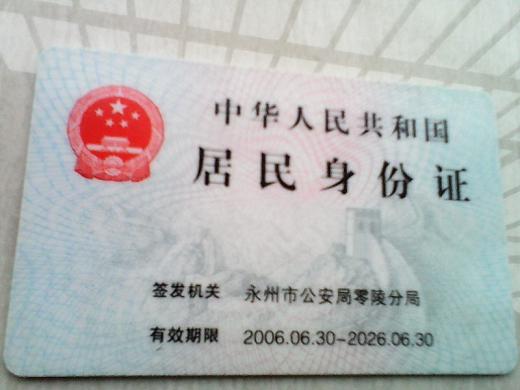 中华人民共和国
居民身份证
签发机关 永州市公安局零陵分局
有效期限 2006.06.30-2026.06.30